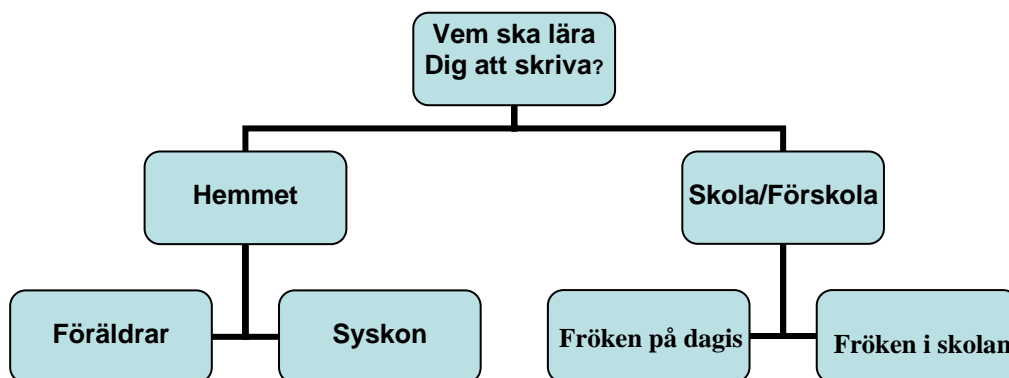 Vem ska lära
Dig att skriva?
Hemmet
Skola/Förskola
Föräldrar
Syskon
Fröken på dagis
Fröken i skolan